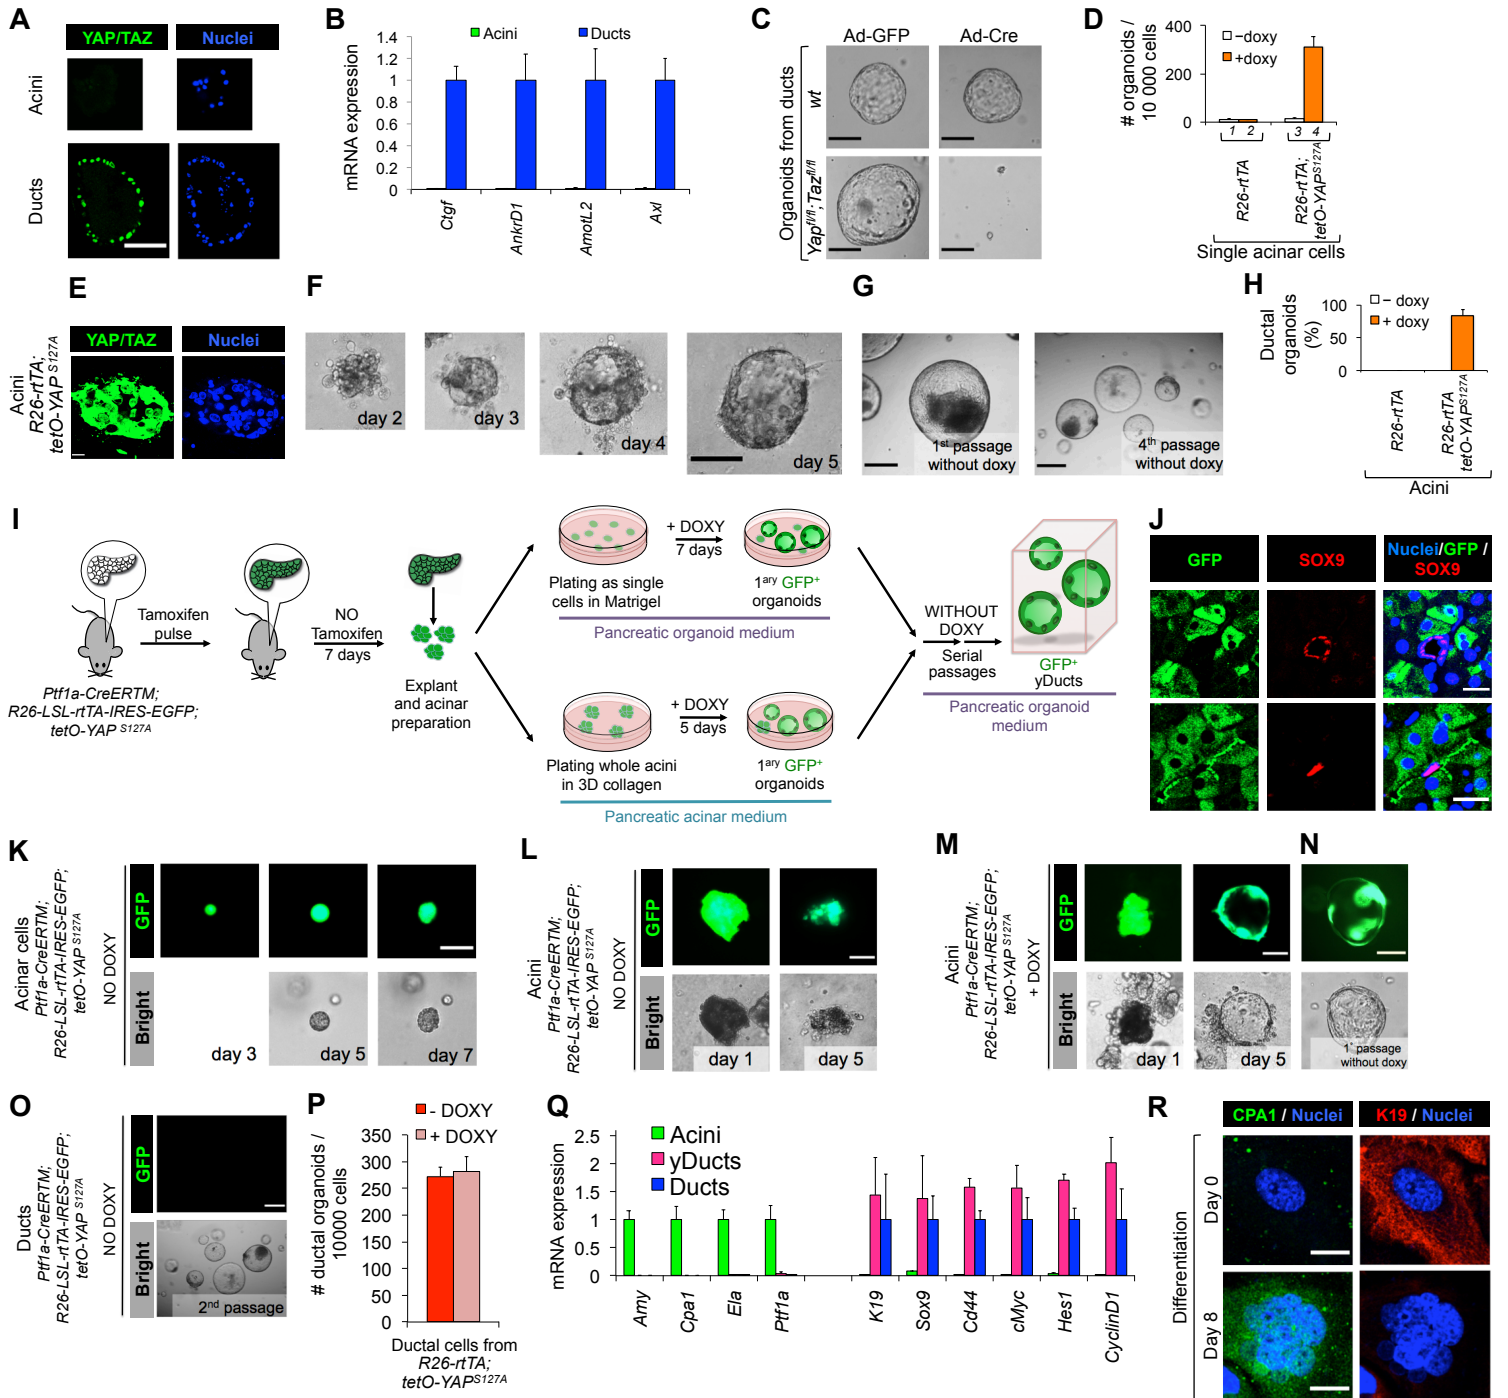 A
YAP/TAZ
Nuclei
Acini
Ducts
B
Acini
Ducts
mRNA expression
1.4
1.2
1
0.8
0.6
0.4
0.2
0
Ctgf
AnkrD1
AmotL2
Axl
C
Ad-GFP
Ad-Cre
Organoids from ducts
wt
Yap fl/fl; Taz fl/fl
D
# organoids /
10 000 cells
400
200
0
−doxy
+doxy
1 2 3 4
R26-rtTA
R26-rtTA;
tetO-YAP S127A
Single acinar cells
E
YAP/TAZ
Nuclei
Acini
R26-rtTA;
tetO-YAP S127A
F
day 2
day 3
day 4
day 5
G
1st passage
without doxy
4th passage
without doxy
H
Ductal
organoids
(%)
100
50
0
− doxy
+ doxy
R26-rtTA
R26-rtTA
tetO-YAP S127A
Acini
I
Tamoxifen
pulse
NO
Tamoxifen
7 days
Ptf1a-CreERTM;
R26-LSL-rtTA-IRES-EGFP;
tetO-YAP S127A
Explant
and acinar
preparation
+ DOXY
7 days
Plating as single
cells in Matrigel
1ary GFP+
organoids
Pancreatic organoid medium
+ DOXY
5 days
Plating whole acini
in 3D collagen
1ary GFP+
organoids
Pancreatic acinar medium
WITHOUT
DOXY
Serial
passages
GFP+
yDucts
Pancreatic organoid
medium
J
GFP
SOX9
Nuclei/GFP /
SOX9
K
Acinar cells
Ptf1a-CreERTM;
R26-LSL-rtTA-IRES-EGFP;
tetO-YAP S127A
NO DOXY
GFP
Bright
day 3
day 5
day 7
L
Acini
Ptf1a-CreERTM;
R26-LSL-rtTA-IRES-EGFP;
tetO-YAP S127A
NO DOXY
GFP
Bright
day 1
day 5
M
Acini
Ptf1a-CreERTM;
R26-LSL-rtTA-IRES-EGFP;
tetO-YAP S127A
+ DOXY
GFP
Bright
day 1
day 5
N
1° passage
without doxy
O
Ducts
Ptf1a-CreERTM;
R26-LSL-rtTA-IRES-EGFP;
tetO-YAP S127A
NO DOXY
GFP
Bright
2nd passage
P
- DOXY
+ DOXY
# ductal organoids /
10000 cells
350
300
250
200
150
100
50
0
Ductal cells from
R26-rtTA;
tetO-YAP S127A
Q
Acini
yDucts
Ducts
mRNA expression
2.5
2
1.5
1
0.5
0
Amy
Cpa1
Ela
Ptf1a
K19
Sox9
Cd44
cMyc
Hes1
CyclinD1
R
CPA1 / Nuclei
K19 / Nuclei
Differentiation
Day 0
Day 8